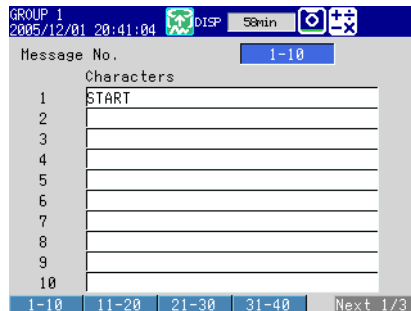 GROUP 1
2005/12/01 20:41:04 DISP 58min
Message No. 1-10
Characters
1 START
2
3
4
5
6
7
8
9
10
1-10 11-20 21-30 31-40 Next 1/3